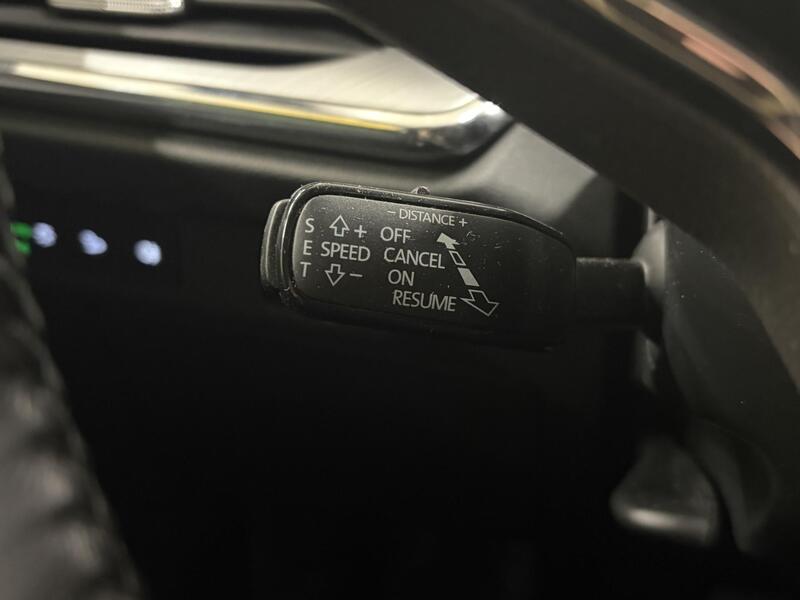 - DISTANCE +
S + OFF
E SPEED CANCEL
T - ON
RESUME